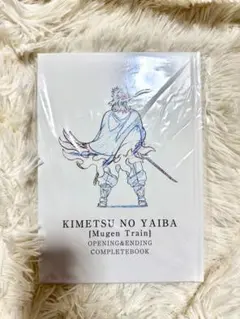 KIMETSU NO YAIBA
[Mugen Train]
OPENING&ENDING
COMPLETEBOOK